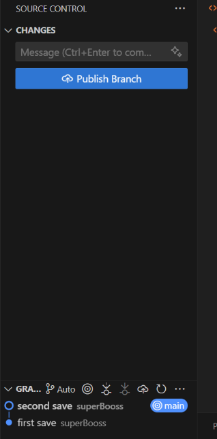 SOURCE CONTROL
CHANGES
Message (Ctrl+Enter to com...
Publish Branch
GRA... Auto
second save superBooss main
first save superBooss